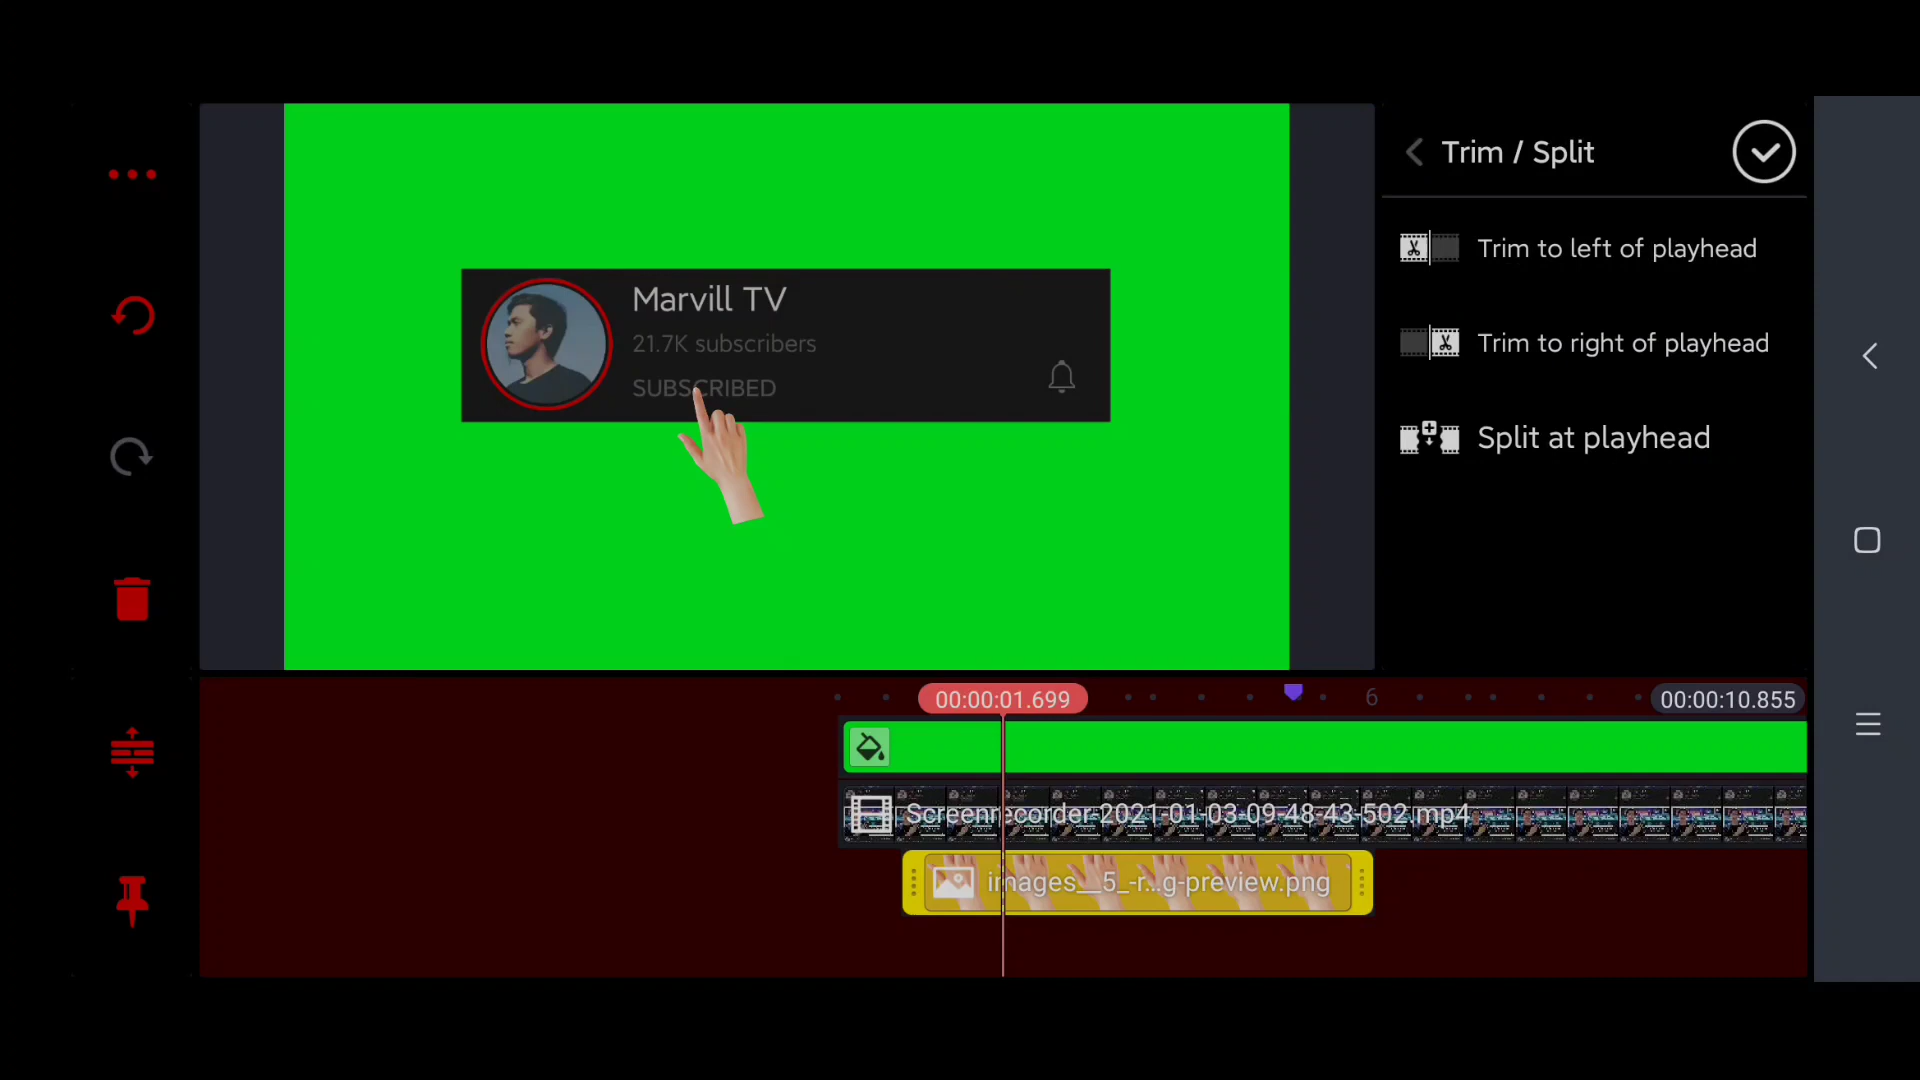 Trim / Split
Trim to left of playhead
Trim to right of playhead
Split at playhead
Marvill TV
21.7K subscribers
SUBSCRIBED
00:00:01.699
6
00:00:10.855
Screenrecorder-2021-01-03-09-48-43-502.mp4
images__5_-r...g-preview.png